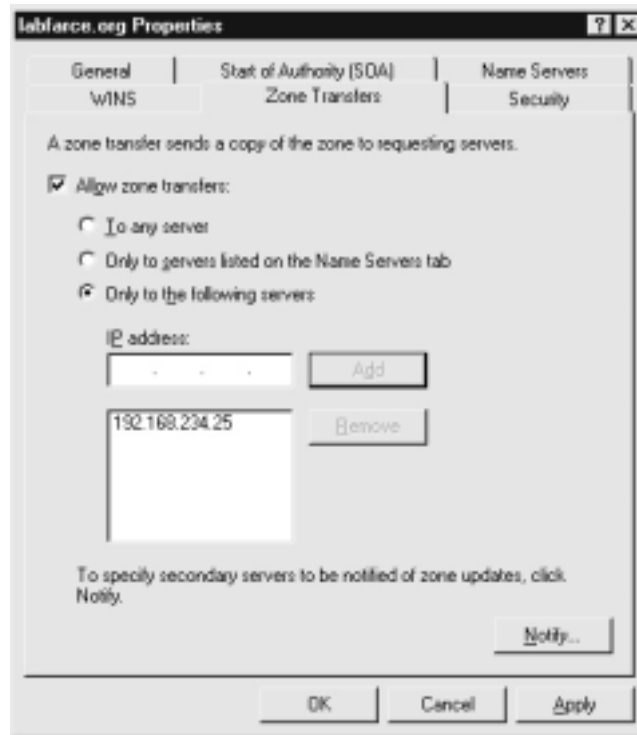 labfarce.org Properties ? X
General Start of Authority (SOA) Name Servers
WINS Zone Transfers Security
A zone transfer sends a copy of the zone to requesting servers.
Allow zone transfers:
To any server
Only to servers listed on the Name Servers tab
Only to the following servers
IP address:
. . . Add
192.168.234.25 Remove
To specify secondary servers to be notified of zone updates, click
Notify.
Notify...
OK Cancel Apply